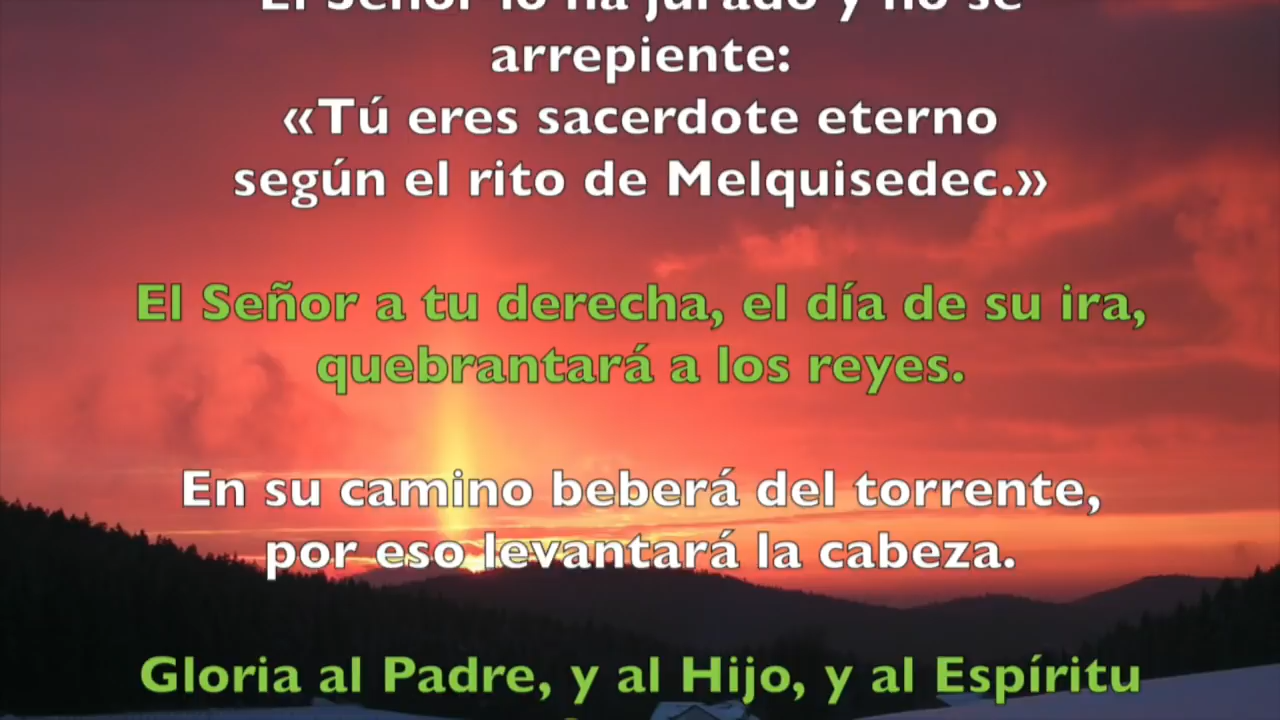 El Señor lo ha jurado y no se
arrepiente:
«Tú eres sacerdote eterno
según el rito de Melquisedec.»
El Señor a tu derecha, el día de su ira,
quebrantará a los reyes.
En su camino beberá del torrente,
por eso levantará la cabeza.
Gloria al Padre, y al Hijo, y al Espíritu